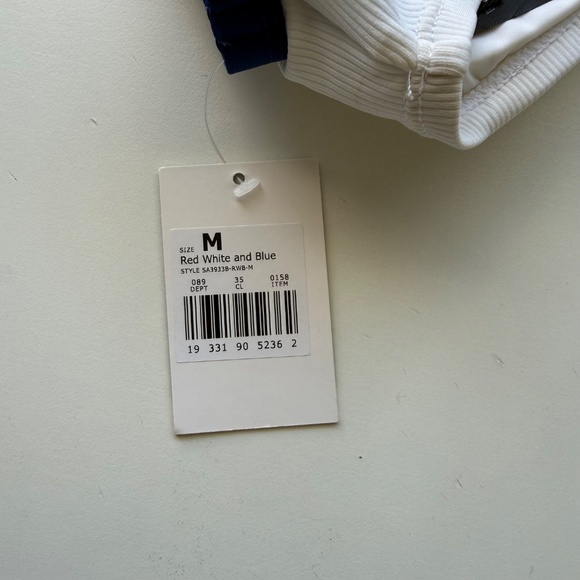 SIZE M
Red White and Blue
STYLE SA3933B-RWB-M
089 35 0158
DEPT CL ITEM
19 331 90 5236 2